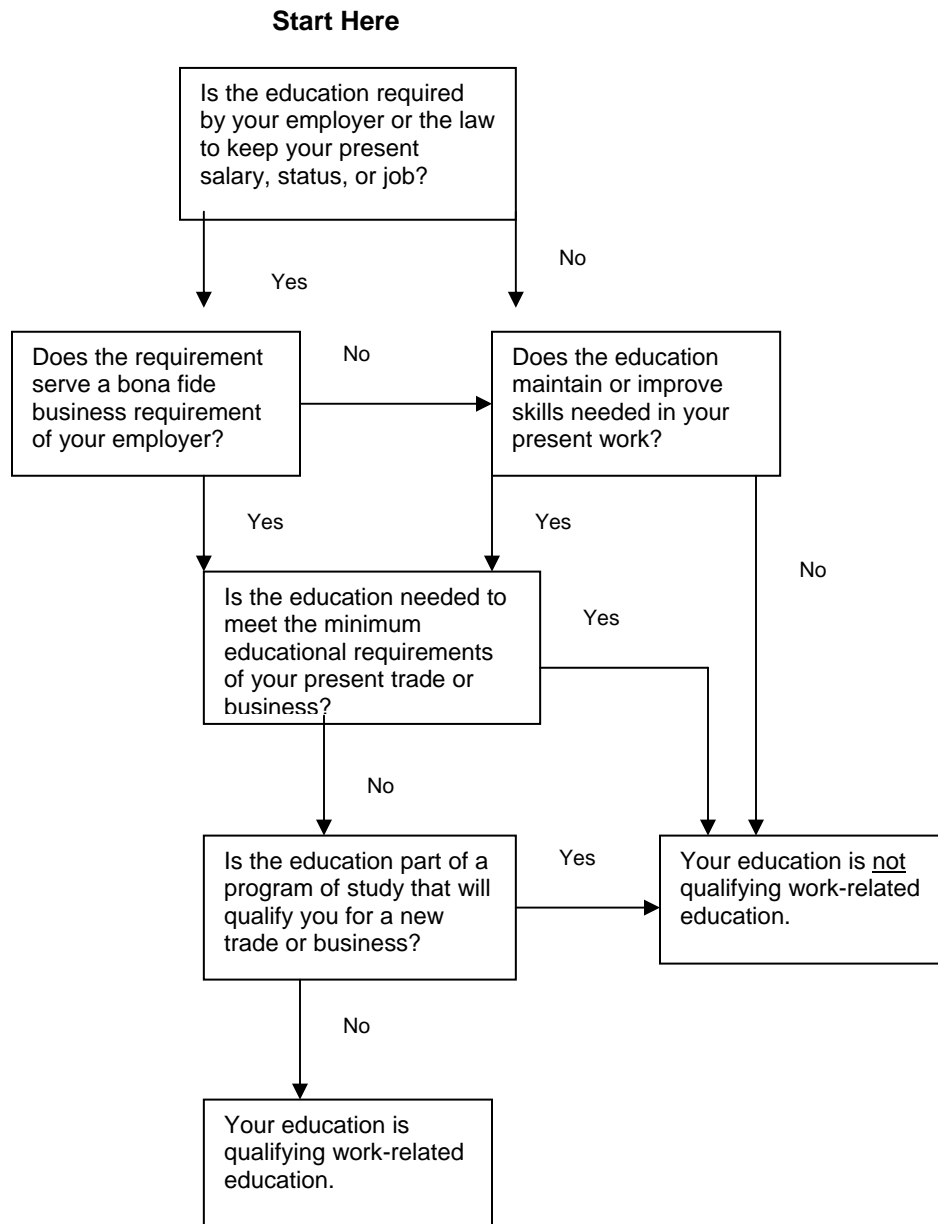 Start Here
Is the education required
by your employer or the law
to keep your present
salary, status, or job?
Yes
No
Does the requirement
serve a bona fide
business requirement
of your employer?
No
Does the education
maintain or improve
skills needed in your
present work?
Yes
Yes
No
Is the education needed to
meet the minimum
educational requirements
of your present trade or
business?
Yes
No
Is the education part of a
program of study that will
qualify you for a new
trade or business?
Yes
Your education is not
qualifying work-related
education.
No
Your education is
qualifying work-related
education.